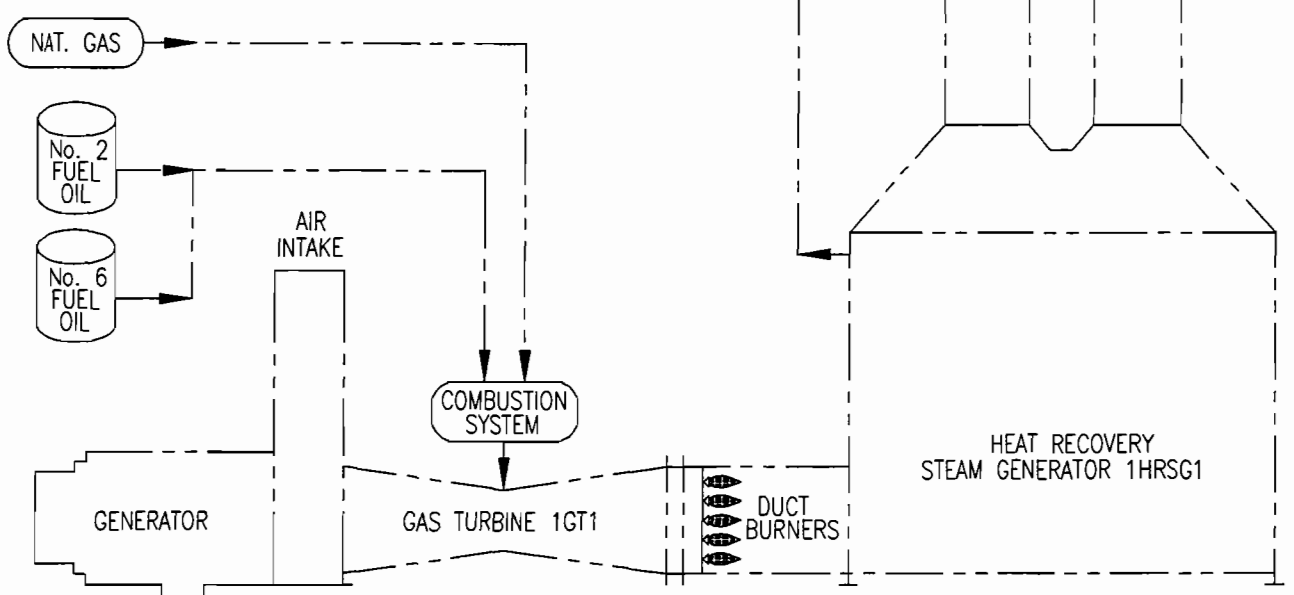 NAT. GAS
No. 2
FUEL
OIL
No. 6
FUEL
OIL
AIR
INTAKE
COMBUSTION
SYSTEM
GENERATOR
GAS TURBINE 1GT1
DUCT
BURNERS
HEAT RECOVERY
STEAM GENERATOR 1HRSG1